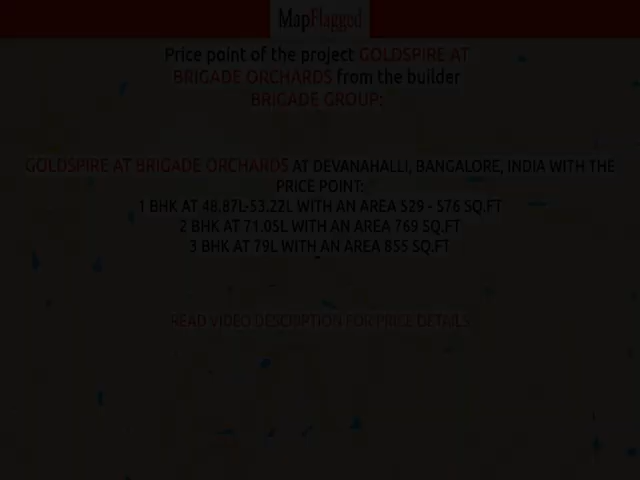 MapFlagged
Price point of the project GOLDSPIRE AT
BRIGADE ORCHARDS from the builder
BRIGADE GROUP:
GOLDSPIRE AT BRIGADE ORCHARDS AT DEVANAHALLI, BANGALORE, INDIA WITH THE
PRICE POINT:
1 BHK AT 48.87L-53.22L WITH AN AREA 529 - 576 SQ.FT
2 BHK AT 71.05L WITH AN AREA 769 SQ.FT
3 BHK AT 79L WITH AN AREA 855 SQ.FT
READ VIDEO DESCIPRTION FOR PRICE DETAILS